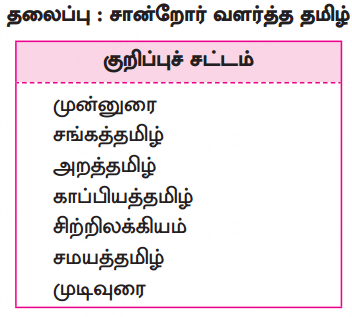 தலைப்பு : சான்றோர் வளர்த்த தமிழ்
குறிப்புச் சட்டம்
முன்னுரை
சங்கத்தமிழ்
அறத்தமிழ்
காப்பியத்தமிழ்
சிற்றிலக்கியம்
சமயத்தமிழ்
முடிவுரை